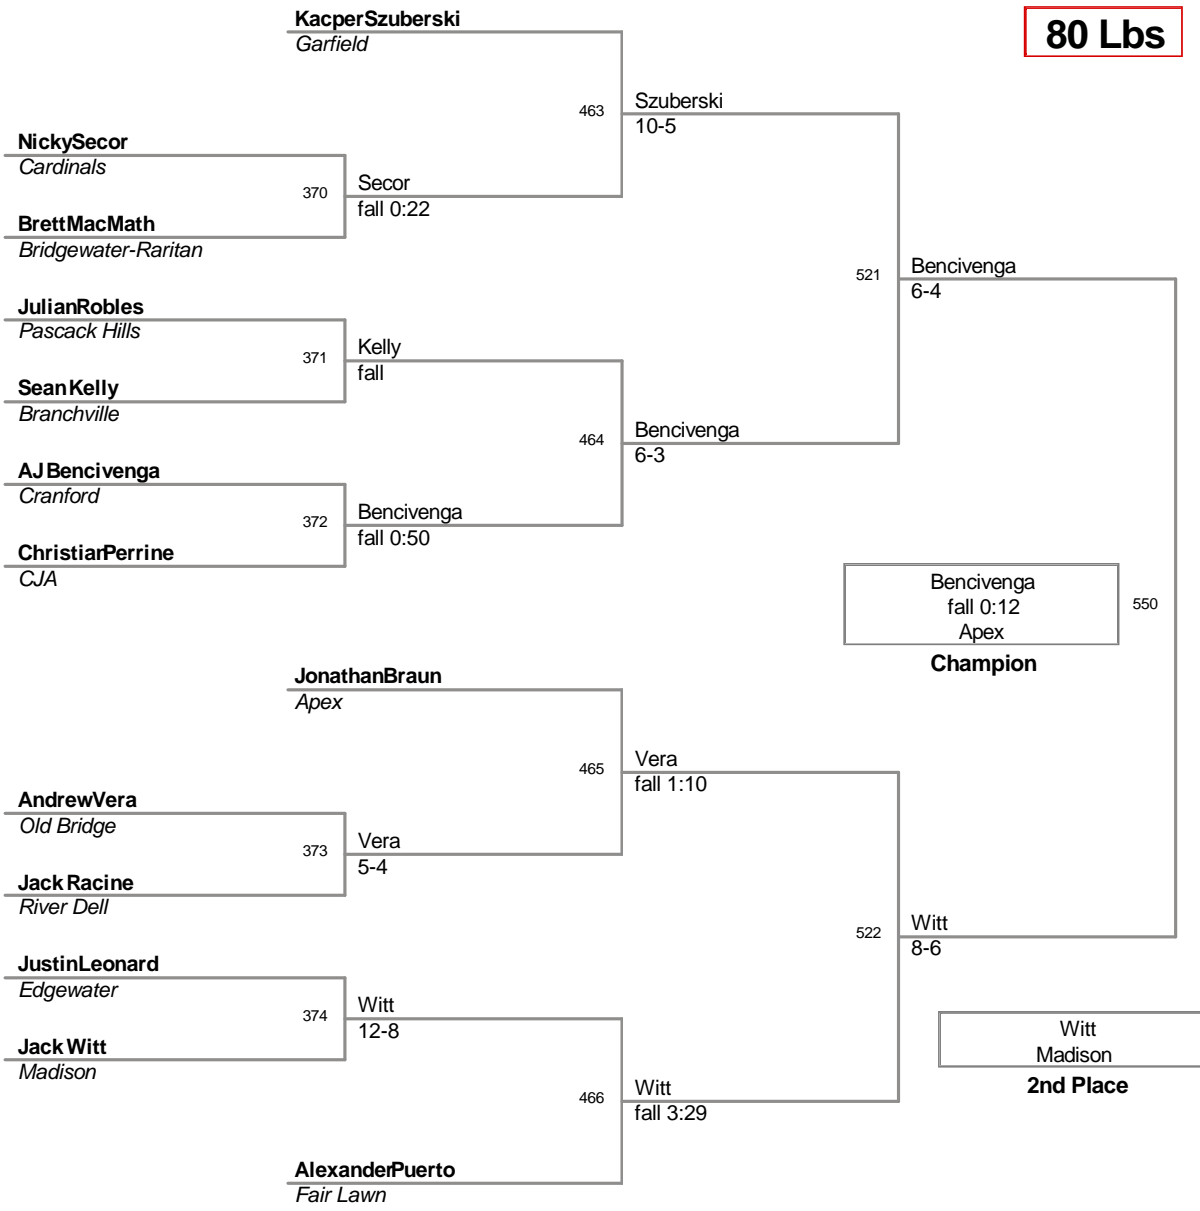 KacperSzuberski
Garfield
80 Lbs
463
Szuberski
10-5
NickySecor
Cardinals
370
Secor
fall 0:22
BrettMacMath
Bridgewater-Raritan
521
Bencivenga
6-4
JulianRobles
Pascack Hills
371
Kelly
fall
SeanKelly
Branchville
464
Bencivenga
6-3
AJ Bencivenga
Cranford
372
Bencivenga
fall 0:50
ChristianPerrine
CJA
Bencivenga
fall 0:12
Apex
550
Champion
JonathanBraun
Apex
465
Vera
fall 1:10
AndrewVera
Old Bridge
373
Vera
5-4
Jack Racine
River Dell
522
Witt
8-6
JustinLeonard
Edgewater
374
Witt
12-8
Jack Witt
Madison
Witt
Madison
2nd Place
466
Witt
fall 3:29
AlexanderPuerto
Fair Lawn